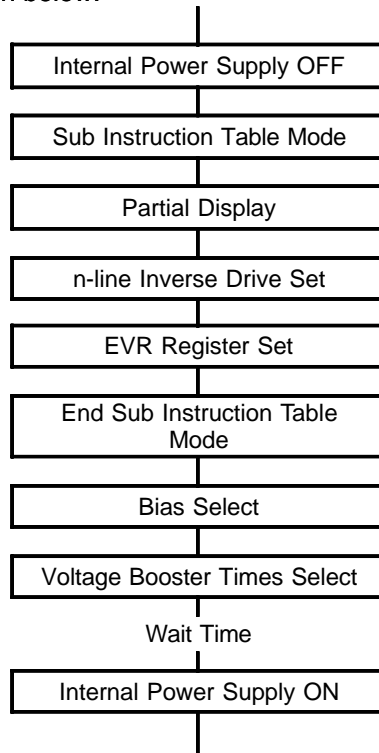 n below.
Internal Power Supply OFF
Sub Instruction Table Mode
Partial Display
n-line Inverse Drive Set
EVR Register Set
End Sub Instruction Table
Mode
Bias Select
Voltage Booster Times Select
Wait Time
Internal Power Supply ON